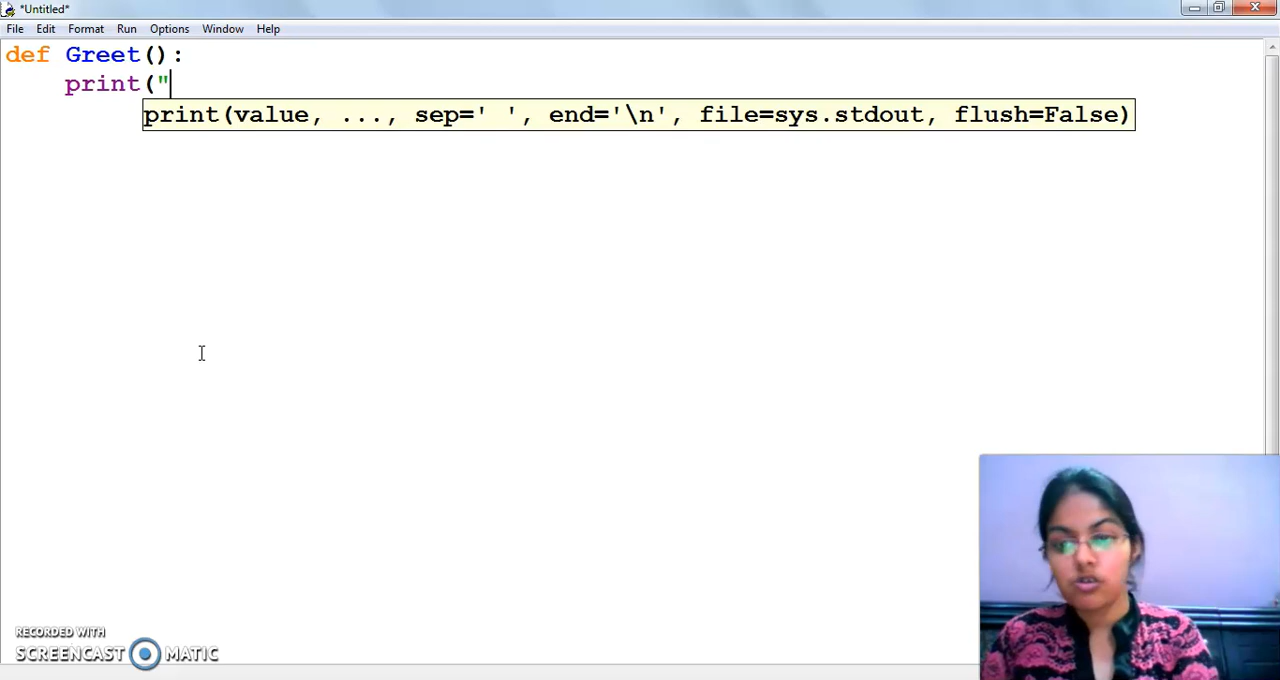 *Untitled*
File Edit Format Run Options Window Help
def Greet():
print("
print(value, ..., sep=' ', end='\n', file=sys.stdout, flush=False)
RECORDED WITH
SCREENCAST MATIC